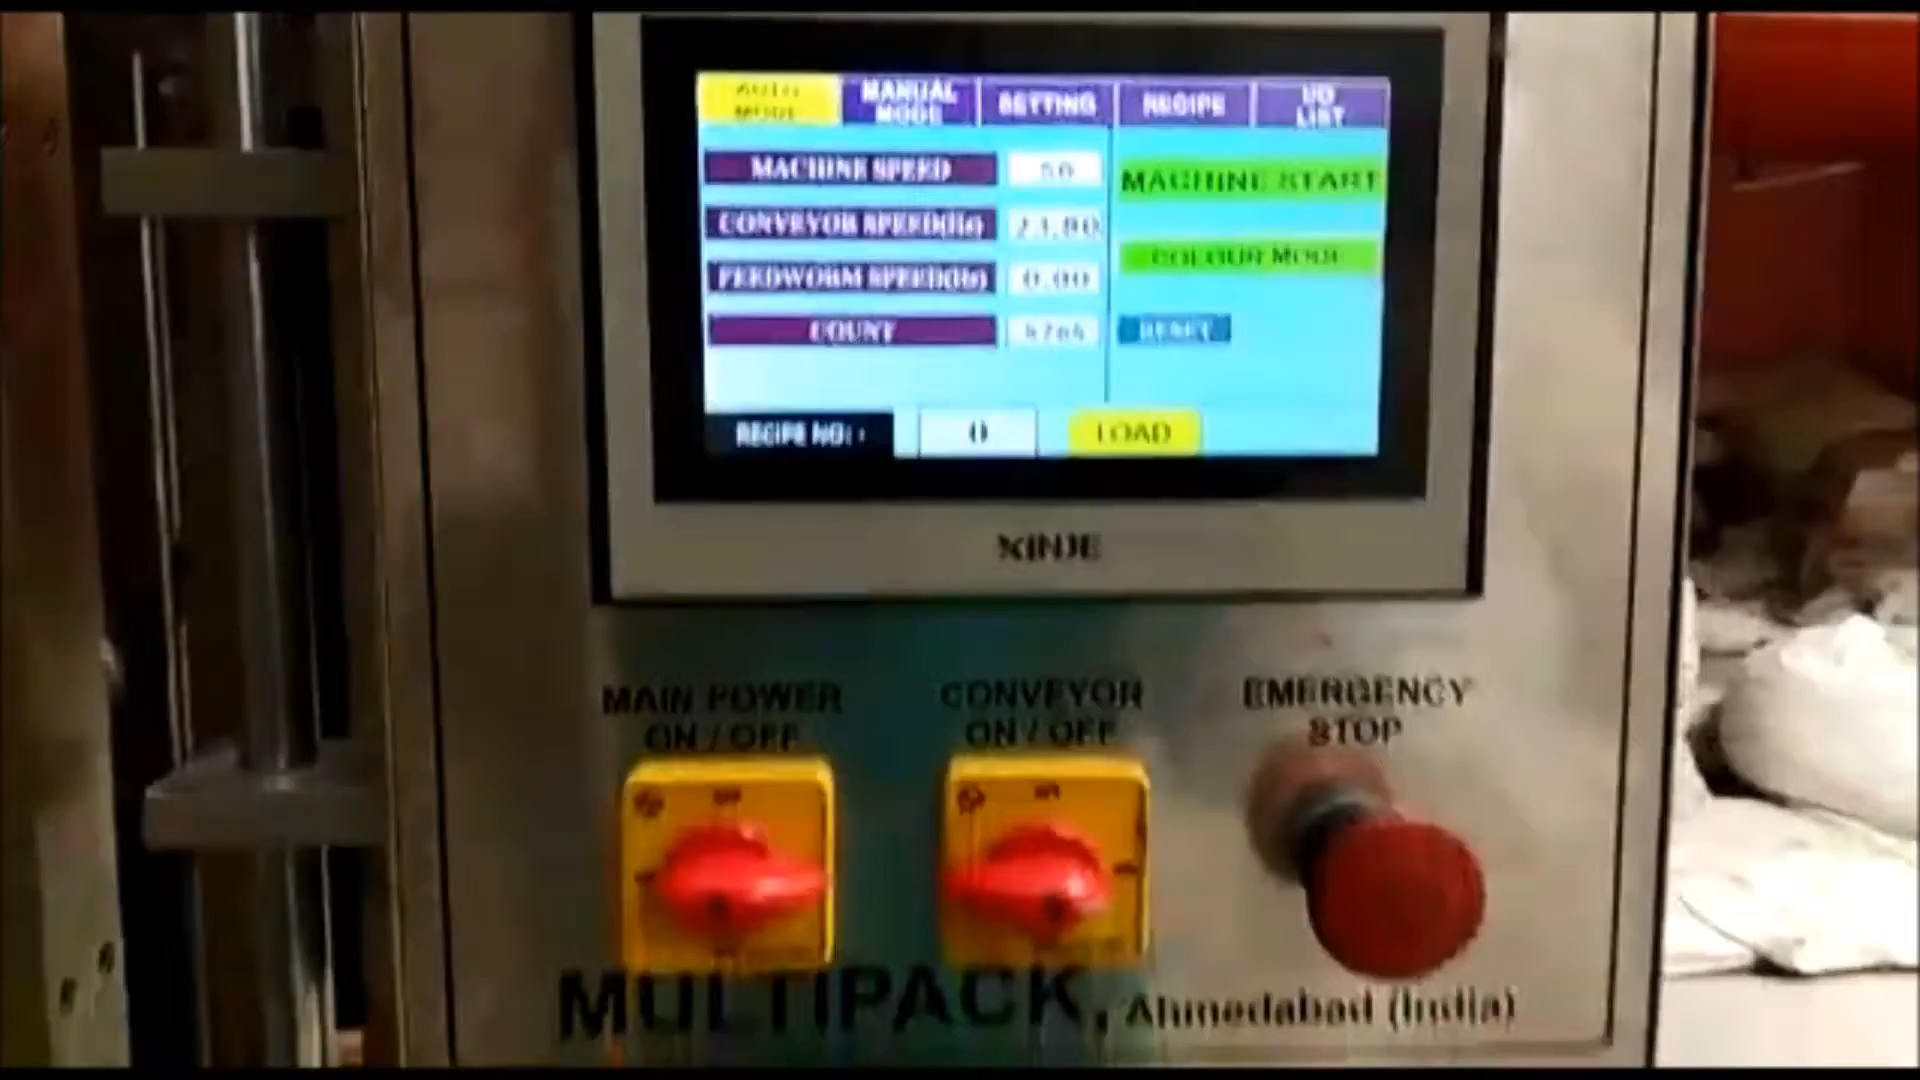 AUTO MODE
MANUAL MODE
SETTING
RECIPE
I/O LIST
MACHINE SPEED 50
MACHINE START
CONVEYOR SPEED(Hz) 23.80
COLOUR MODE
FEEDWORM SPEED(Hz) 0.00
COUNT
RESET
RECIPE NO: : 0 LOAD
XINJE
MAIN POWER
ON / OFF
CONVEYOR
ON / OFF
EMERGENCY
STOP
MULTIPACK, Ahmedabad (India)